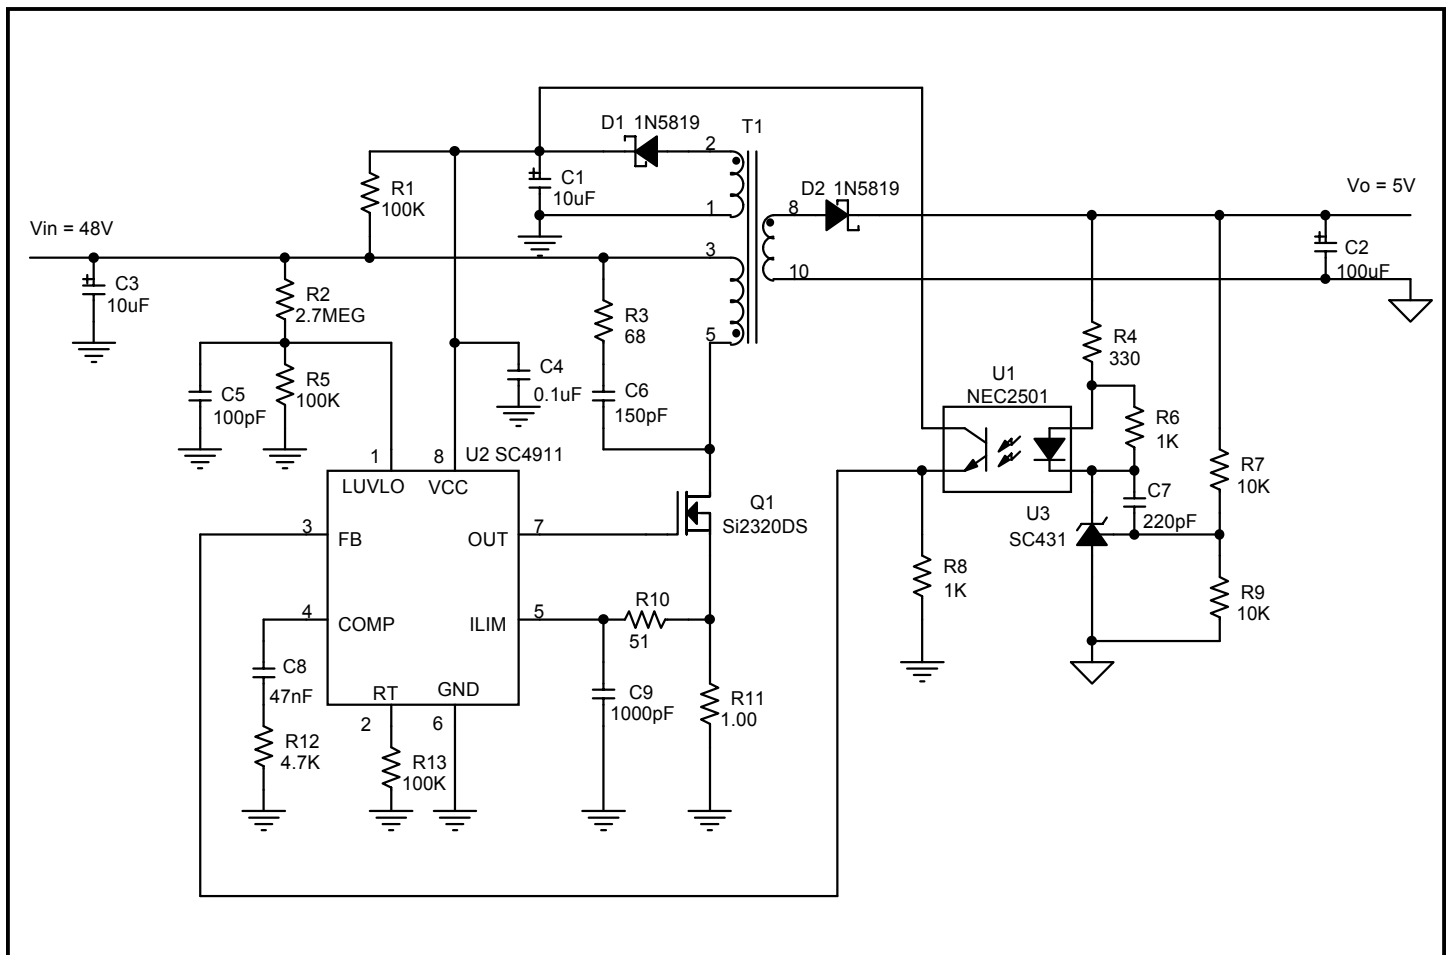 D1 1N5819
T1
2
C1
10uF
R1
100K
1
D2 1N5819
8
Vo = 5V
Vin = 48V
3
C2
100uF
10
C3
10uF
R2
2.7MEG
R3
68
5
R4
330
C5
100pF
R5
100K
C4
0.1uF
C6
150pF
U1
NEC2501
R6
1K
1
8
U2 SC4911
LUVLO
VCC
R7
10K
C7
220pF
U3
SC431
Q1
Si2320DS
3
FB
OUT
7
R8
1K
R9
10K
4
COMP
ILIM
5
R10
51
C8
47nF
RT
GND
C9
1000pF
R11
1.00
2
6
R12
4.7K
R13
100K
+
+
+